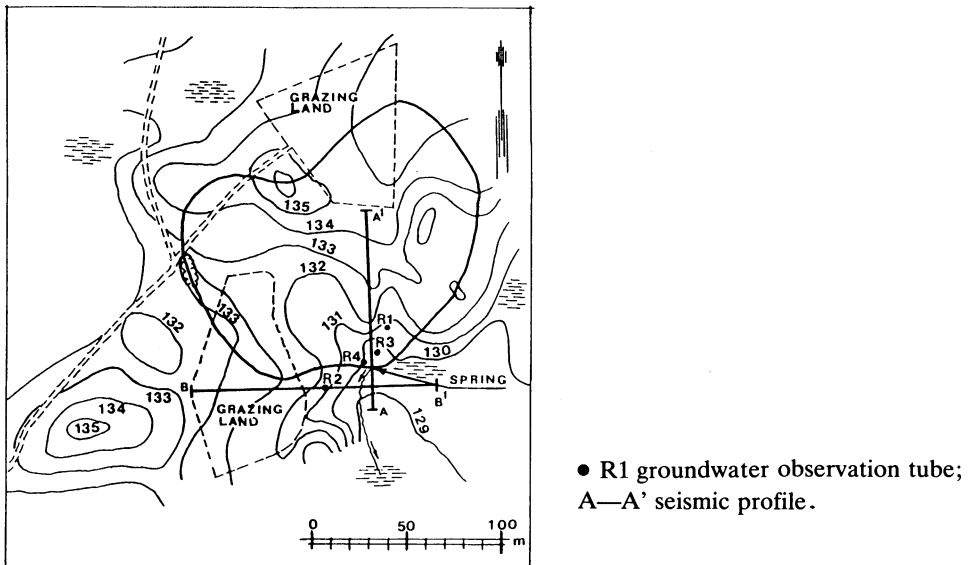 GRAZING
LAND
135
A'
134
133
132
133
131
R1
132
R3
130
R4
R2
SPRING
B
B'
133
GRAZING
LAND
A
129
134
135
0 50 100
m
● R1 groundwater observation tube;
A—A' seismic profile.